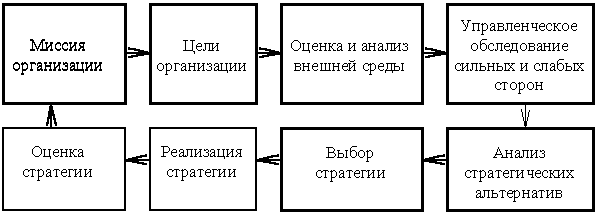 Миссия
организации
Цели
организации
Оценка и анализ
внешней среды
Управленческое
обследование
сильных и слабых
сторон
Оценка
стратегии
Реализация
стратегии
Выбор
стратегии
Анализ
стратегических
альтернатив